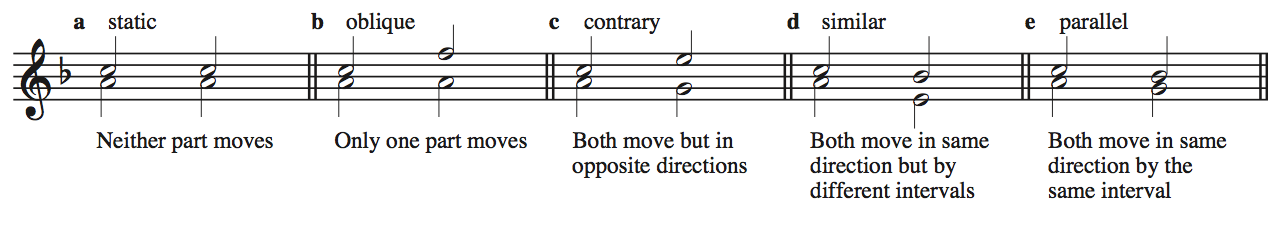 a static b oblique c contrary d similar e parallel
Neither part moves
Only one part moves
Both move but in
opposite directions
Both move in same
direction but by
different intervals
Both move in same
direction by the
same interval